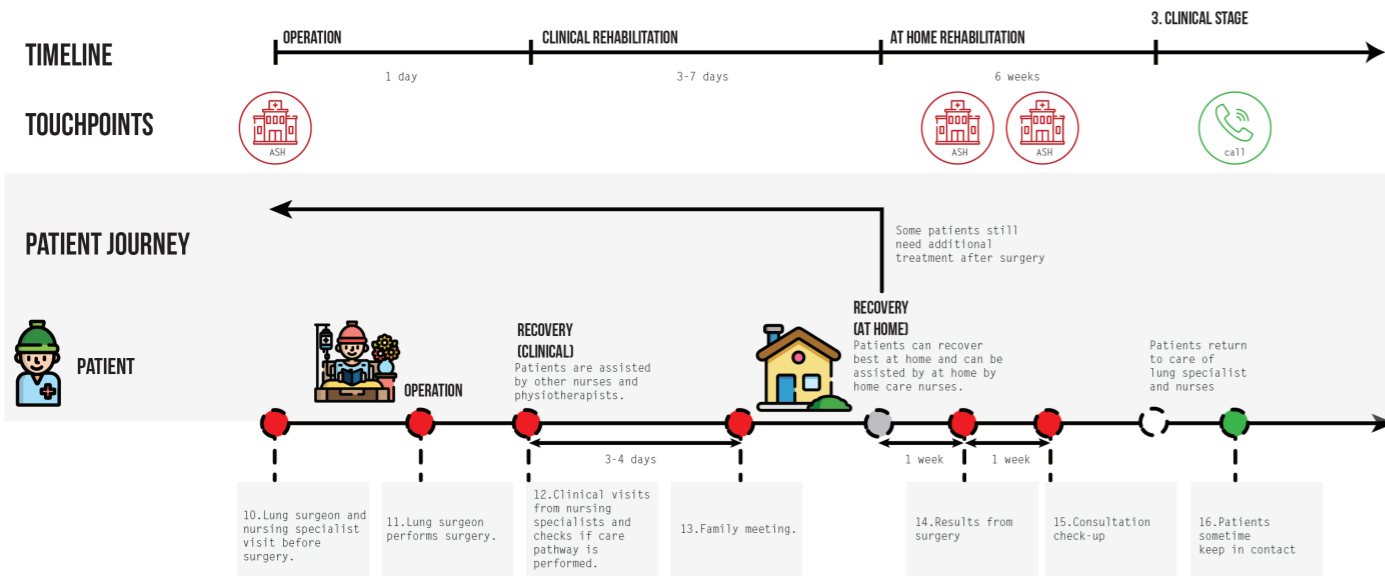 3. CLINICAL STAGE
OPERATION
CLINICAL REHABILITATION
AT HOME REHABILITATION
TIMELINE
1 day
3-7 days
6 weeks
TOUCHPOINTS
ASH
ASH
ASH
call
PATIENT JOURNEY
Some patients still
need additional
treatment after surgery
PATIENT
OPERATION
RECOVERY
(CLINICAL)
Patients are assisted
by other nurses and
physiotherapists.
RECOVERY
(AT HOME)
Patients can recover
best at home and can be
assisted by at home by
home care nurses.
Patients return
to care of
lung specialist
and nurses
3-4 days
1 week
1 week
10.Lung surgeon and
nursing specialist
visit before
surgery.
11.Lung surgeon
performs surgery.
12.Clinical visits
from nursing
specialists and
checks if care
pathway is
performed.
13.Family meeting.
14.Results from
surgery
15.Consultation
check-up
16.Patients
sometime
keep in contact